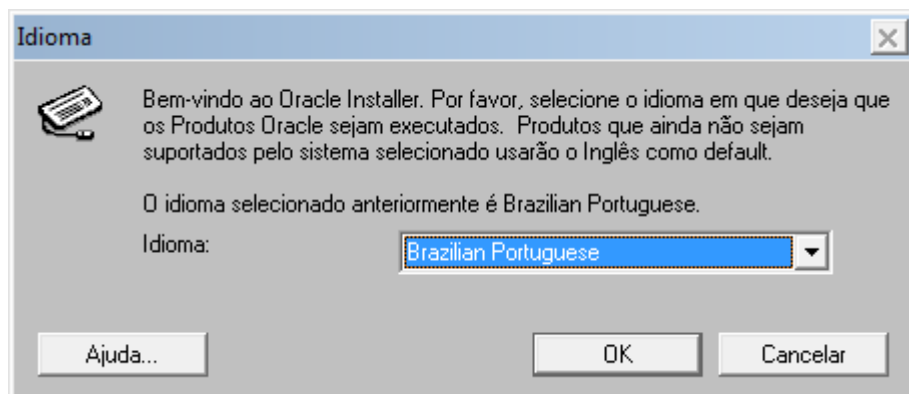 Idioma
Bem-vindo ao Oracle Installer. Por favor, selecione o idioma em que deseja que
os Produtos Oracle sejam executados.  Produtos que ainda não sejam
suportados pelo sistema selecionado usarão o Inglês como default.
O idioma selecionado anteriormente é Brazilian Portuguese.
Idioma: Brazilian Portuguese
Ajuda... OK Cancelar